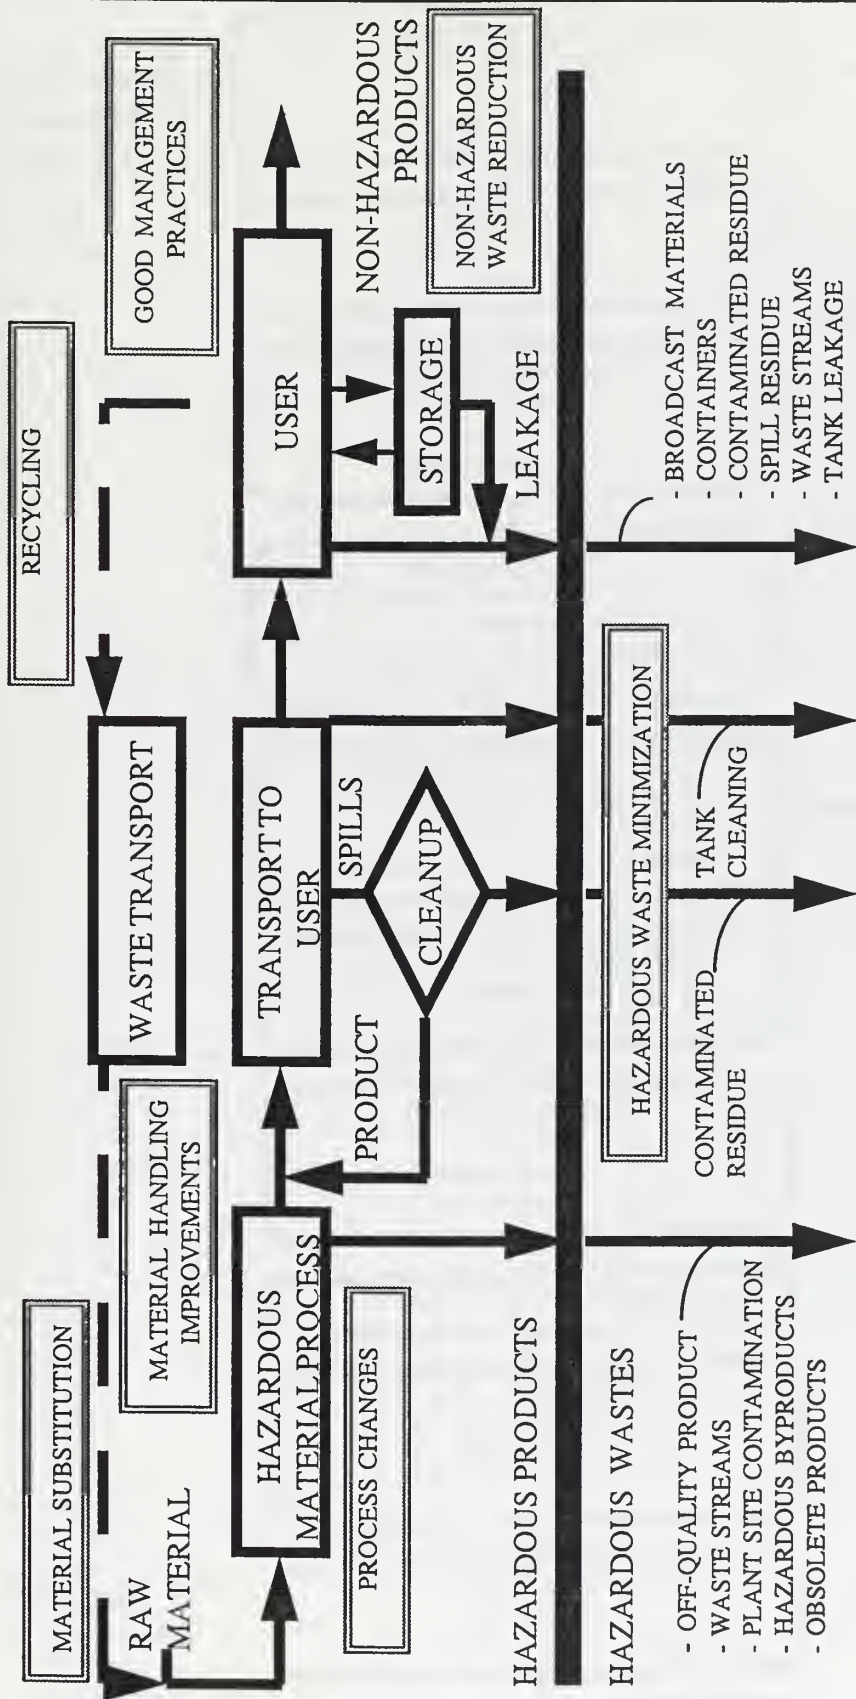 MATERIAL SUBSTITUTION
RECYCLING
RAW
MATERIAL
MATERIAL HANDLING
IMPROVEMENTS
WASTE TRANSPORT
GOOD MANAGEMENT
PRACTICES
HAZARDOUS
MATERIAL PROCESS
TRANSPORT TO
USER
USER
PROCESS CHANGES
PRODUCT
SPILLS
CLEANUP
STORAGE
LEAKAGE
NON-HAZARDOUS
PRODUCTS
NON-HAZARDOUS
WASTE REDUCTION
HAZARDOUS PRODUCTS
HAZARDOUS WASTES
HAZARDOUS WASTE MINIMIZATION
- OFF-QUALITY PRODUCT
- WASTE STREAMS
- PLANT SITE CONTAMINATION
- HAZARDOUS BYPRODUCTS
- OBSOLETE PRODUCTS
CONTAMINATED
RESIDUE
TANK
CLEANING
- BROADCAST MATERIALS
- CONTAINERS
- CONTAMINATED RESIDUE
- SPILL RESIDUE
- WASTE STREAMS
- TANK LEAKAGE